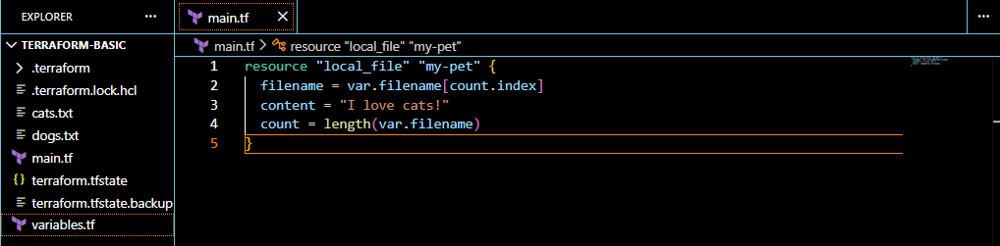 EXPLORER ...
TERRAFORM-BASIC
.terraform
.terraform.lock.hcl
cats.txt
dogs.txt
main.tf
{} terraform.tfstate
terraform.tfstate.backup
variables.tf
main.tf ...
main.tf > resource "local_file" "my-pet"
1 resource "local_file" "my-pet" {
2 filename = var.filename[count.index]
3 content = "I love cats!"
4 count = length(var.filename)
5 }